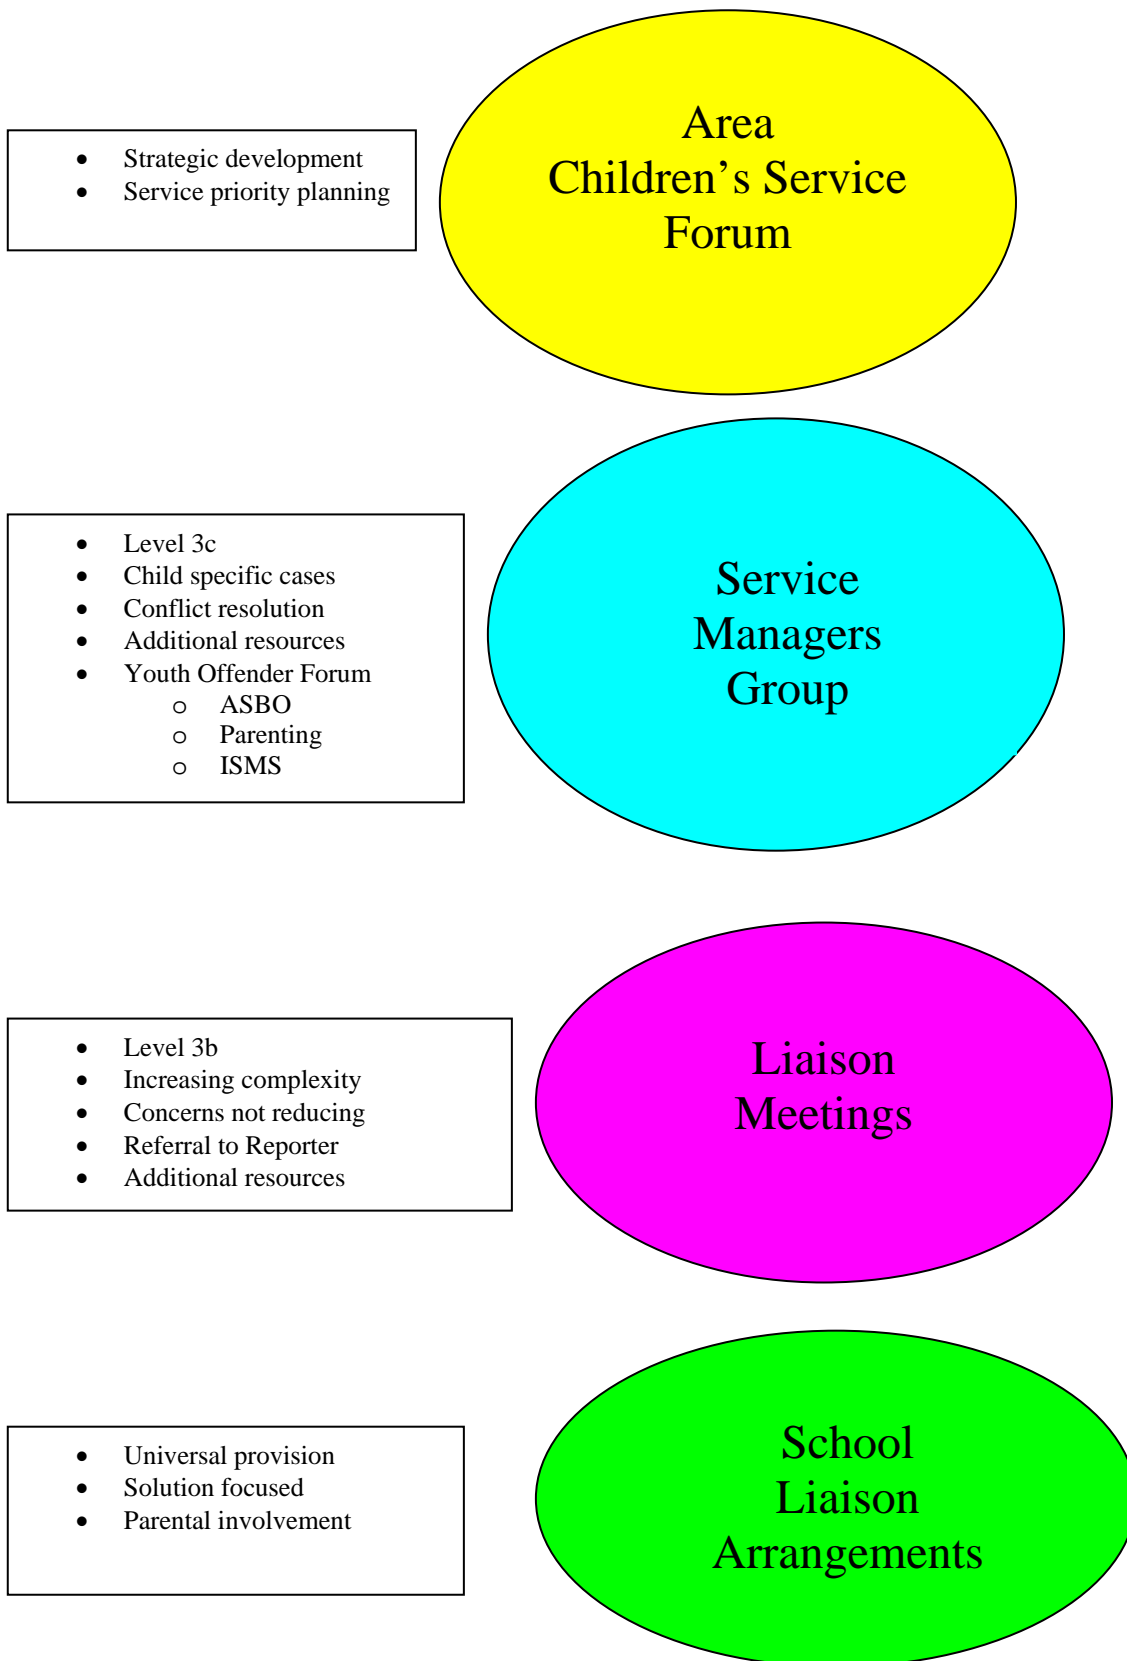 • Strategic development
• Service priority planning
Area
Children’s Service
Forum
• Level 3c
• Child specific cases
• Conflict resolution
• Additional resources
• Youth Offender Forum
o ASBO
o Parenting
o ISMS
Service
Managers
Group
• Level 3b
• Increasing complexity
• Concerns not reducing
• Referral to Reporter
• Additional resources
Liaison
Meetings
• Universal provision
• Solution focused
• Parental involvement
School
Liaison
Arrangements